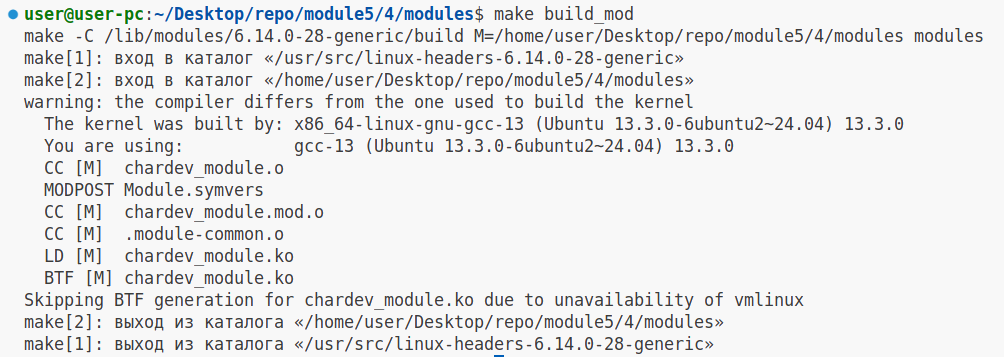 user@user-pc:~/Desktop/repo/module5/4/modules$ make build_mod
make -C /lib/modules/6.14.0-28-generic/build M=/home/user/Desktop/repo/module5/4/modules modules
make[1]: вход в каталог «/usr/src/linux-headers-6.14.0-28-generic»
make[2]: вход в каталог «/home/user/Desktop/repo/module5/4/modules»
warning: the compiler differs from the one used to build the kernel
  The kernel was built by: x86_64-linux-gnu-gcc-13 (Ubuntu 13.3.0-6ubuntu2~24.04) 13.3.0
  You are using:           gcc-13 (Ubuntu 13.3.0-6ubuntu2~24.04) 13.3.0
  CC [M]  chardev_module.o
  MODPOST Module.symvers
  CC [M]  chardev_module.mod.o
  CC [M]  .module-common.o
  LD [M]  chardev_module.ko
  BTF [M] chardev_module.ko
Skipping BTF generation for chardev_module.ko due to unavailability of vmlinux
make[2]: выход из каталога «/home/user/Desktop/repo/module5/4/modules»
make[1]: выход из каталога «/usr/src/linux-headers-6.14.0-28-generic»